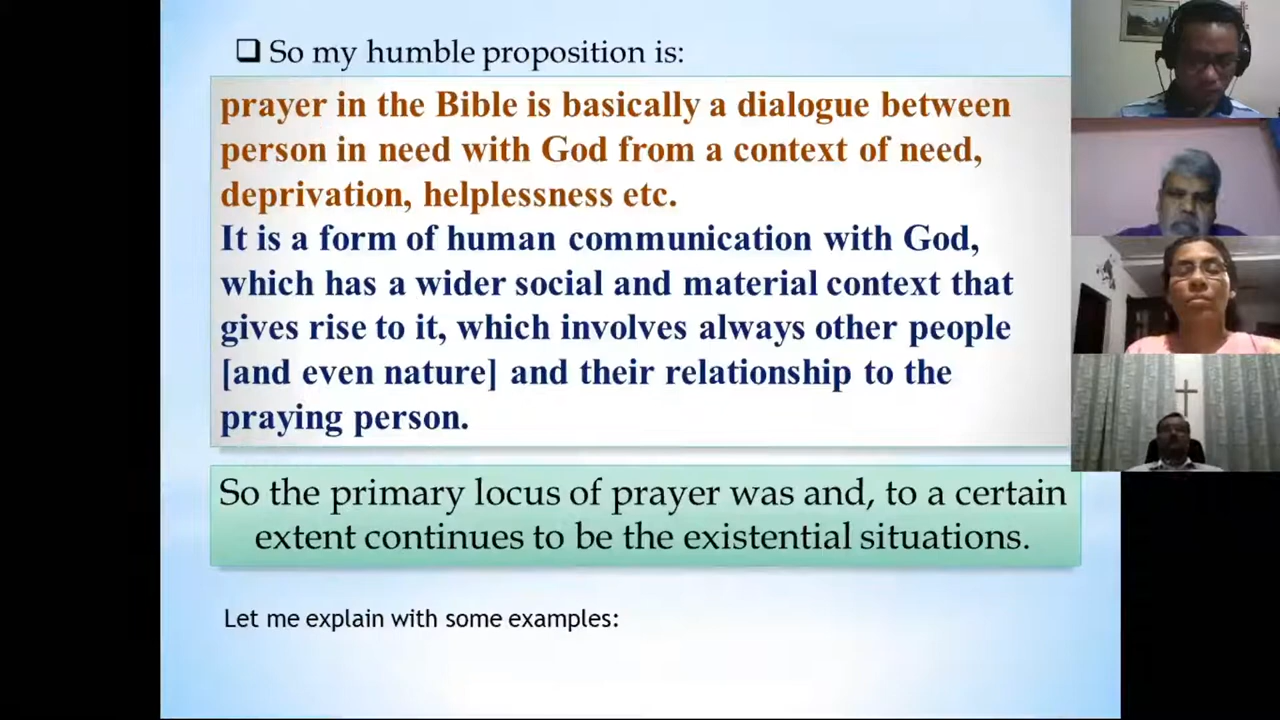 ❑ So my humble proposition is:
prayer in the Bible is basically a dialogue between
person in need with God from a context of need,
deprivation, helplessness etc.
It is a form of human communication with God,
which has a wider social and material context that
gives rise to it, which involves always other people
[and even nature] and their relationship to the
praying person.
So the primary locus of prayer was and, to a certain
extent continues to be the existential situations.
Let me explain with some examples: